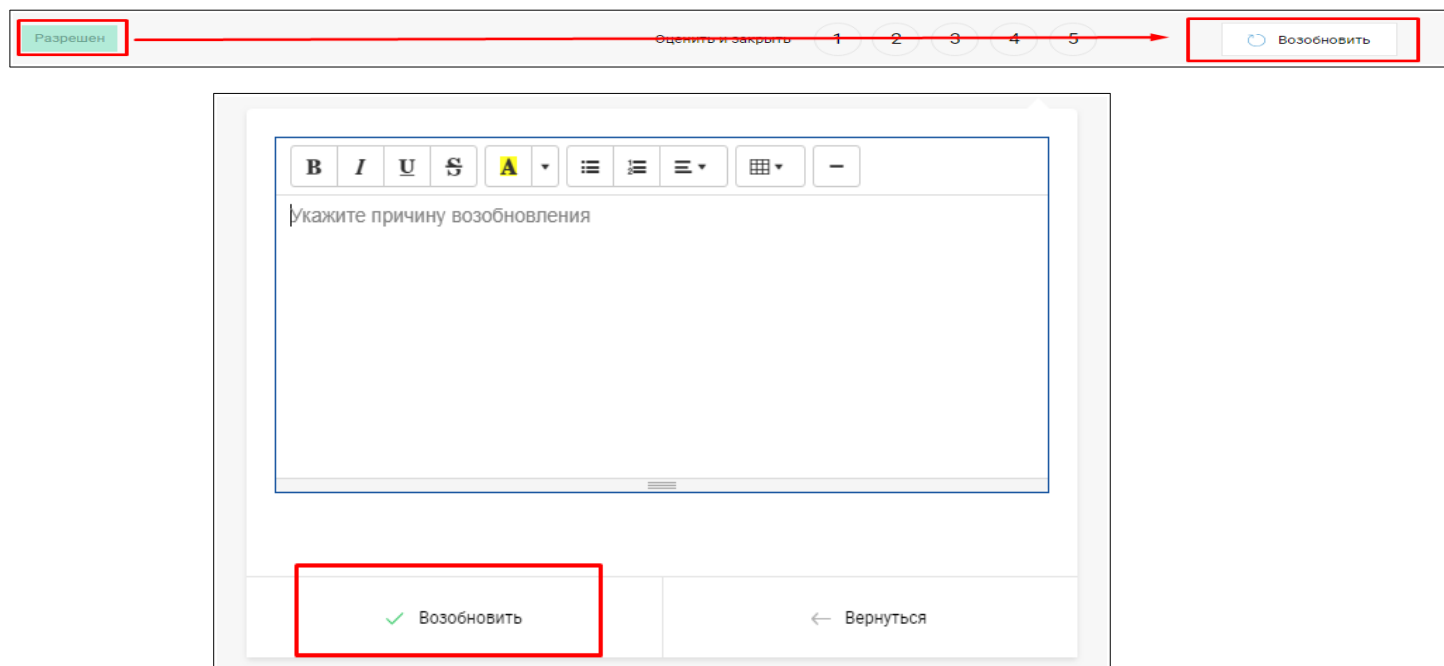 Разрешен Оценить и закрыть 1 2 3 4 5 Возобновить
B I U S A
Укажите причину возобновления
Возобновить Вернуться